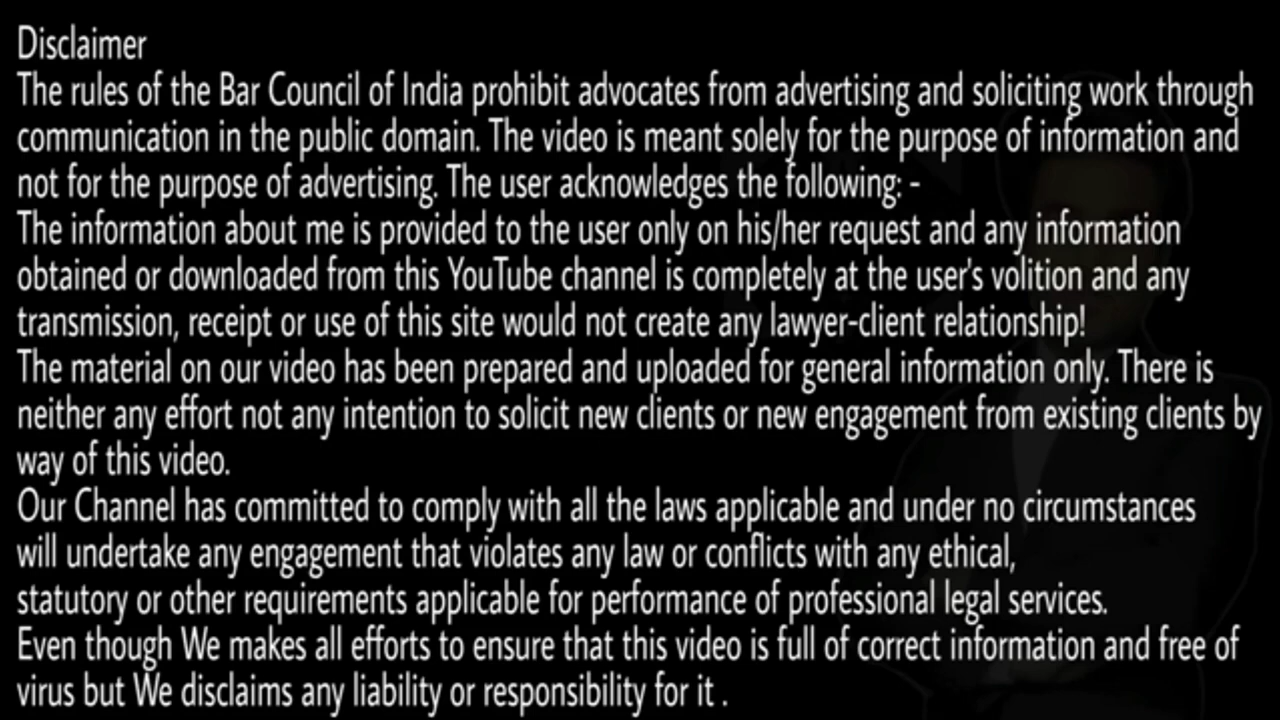 Disclaimer
The rules of the Bar Council of India prohibit advocates from advertising and soliciting work through
communication in the public domain. The video is meant solely for the purpose of information and
not for the purpose of advertising. The user acknowledges the following: -
The information about me is provided to the user only on his/her request and any information
obtained or downloaded from this YouTube channel is completely at the user's volition and any
transmission, receipt or use of this site would not create any lawyer-client relationship!
The material on our video has been prepared and uploaded for general information only. There is
neither any effort not any intention to solicit new clients or new engagement from existing clients by
way of this video.
Our Channel has committed to comply with all the laws applicable and under no circumstances
will undertake any engagement that violates any law or conflicts with any ethical,
statutory or other requirements applicable for performance of professional legal services.
Even though We makes all efforts to ensure that this video is full of correct information and free of
virus but We disclaims any liability or responsibility for it .